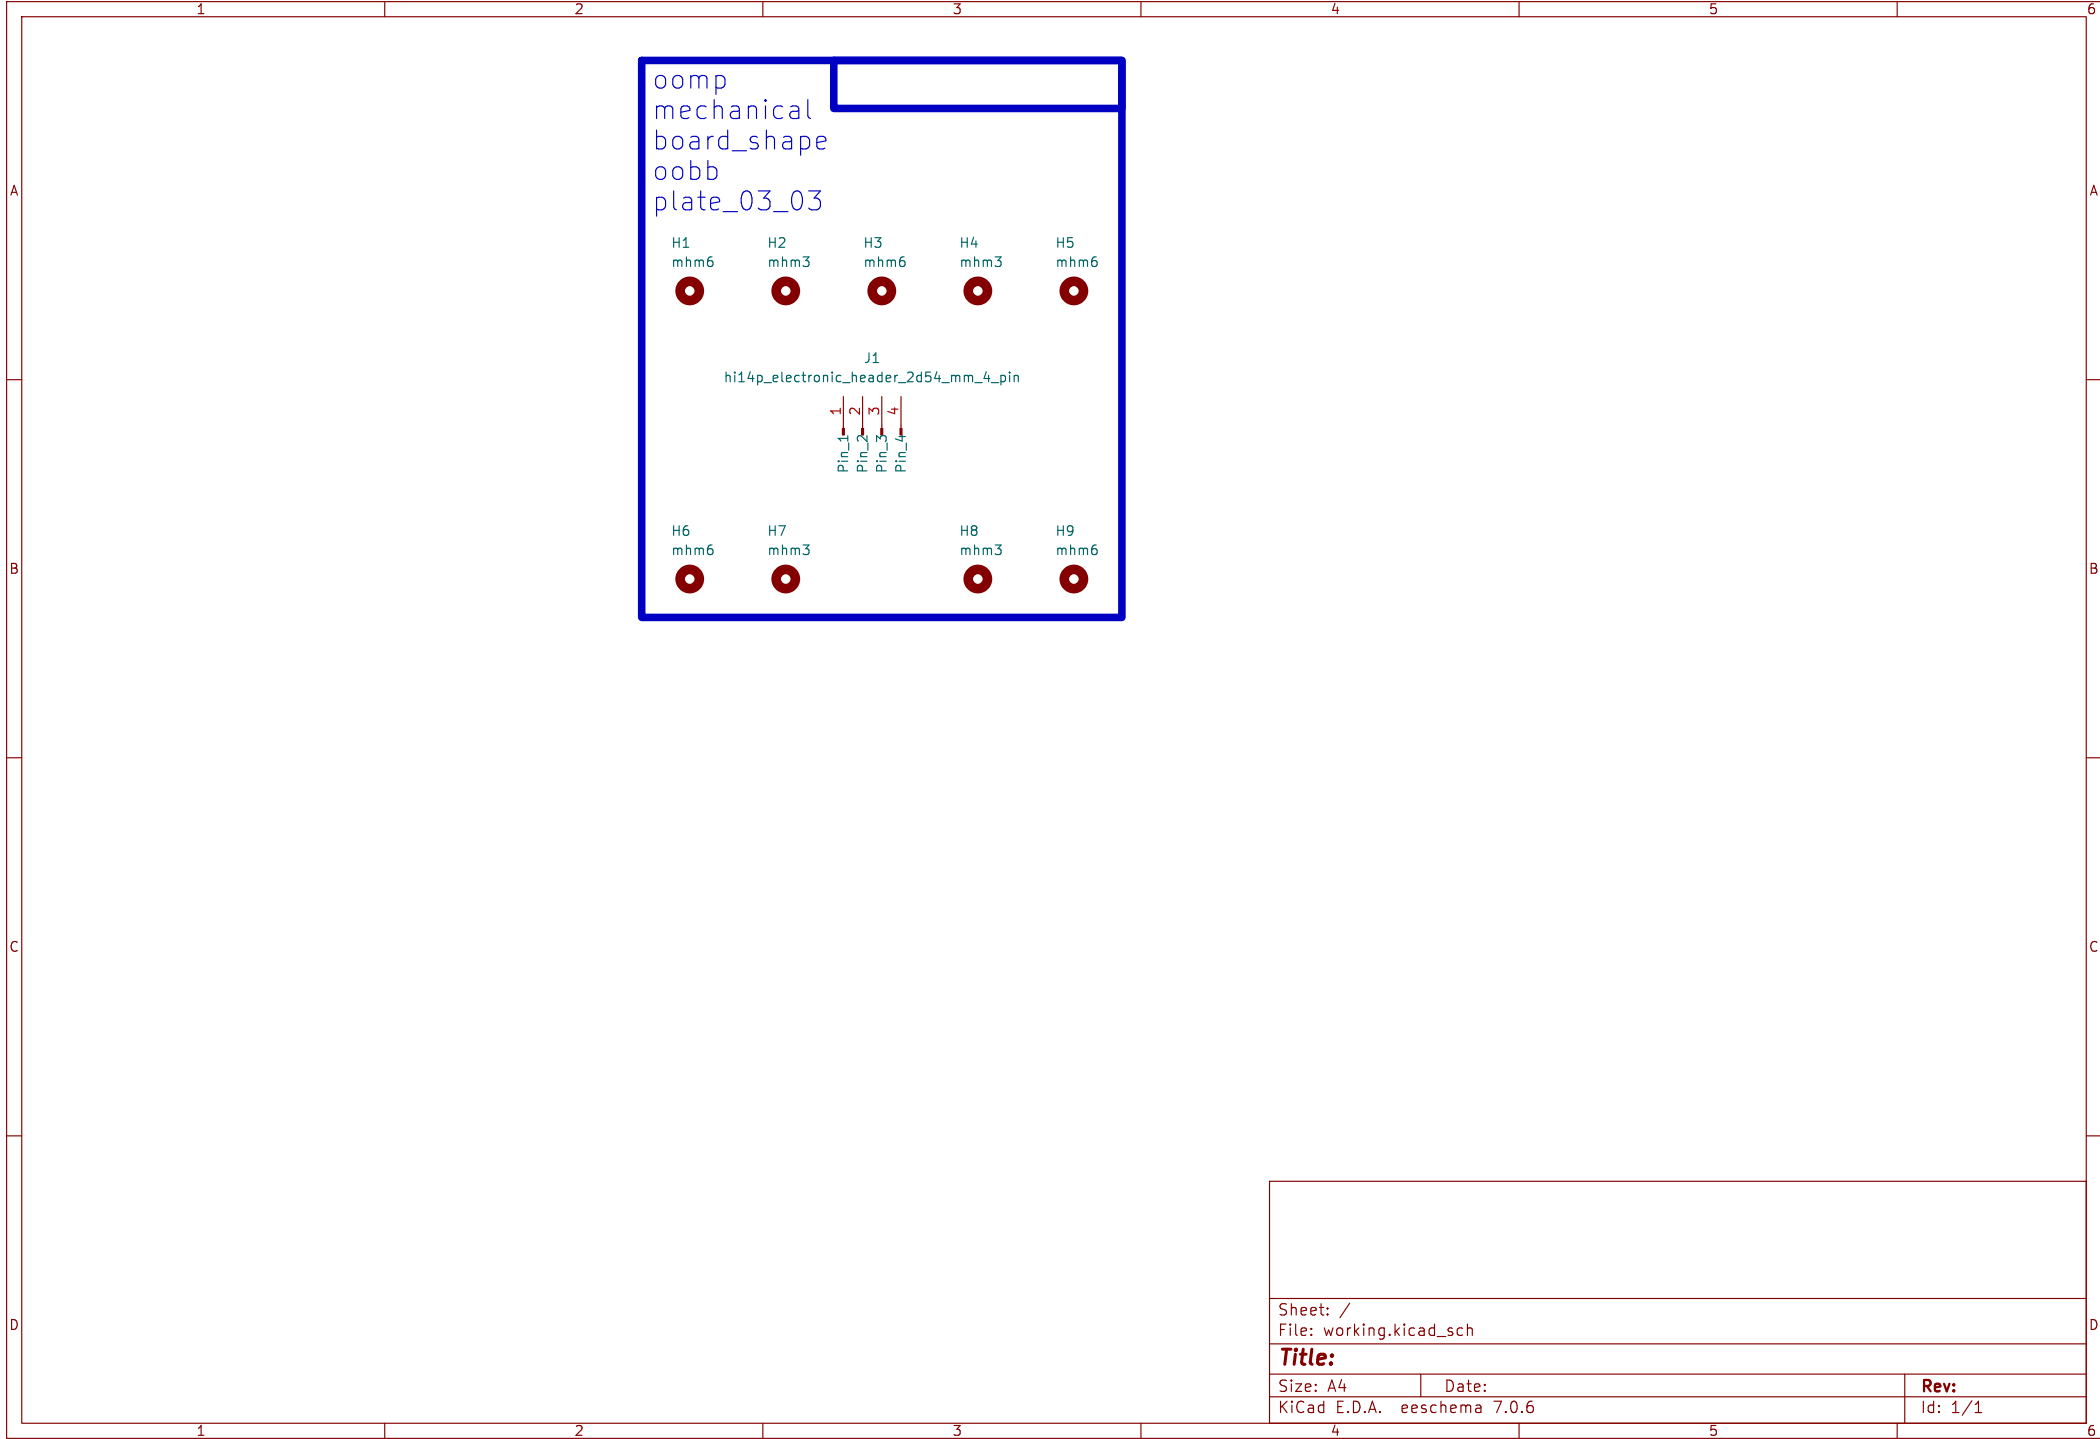 1 2 3 4 5 6
oomp
mechanical
board_shape
oobb
plate_03_03
A A
H1 H2 H3 H4 H5
mhm6 mhm3 mhm6 mhm3 mhm6
J1
hi14p_electronic_header_2d54_mm_4_pin
1 2 3 4
Pin_1 Pin_2 Pin_3 Pin_4
H6 H7 H8 H9
mhm6 mhm3 mhm3 mhm6
B B
C C
D D
Sheet: /
File: working.kicad_sch
Title:
Size: A4 Date: Rev:
KiCad E.D.A. eeschema 7.0.6 Id: 1/1
1 2 3 4 5 6